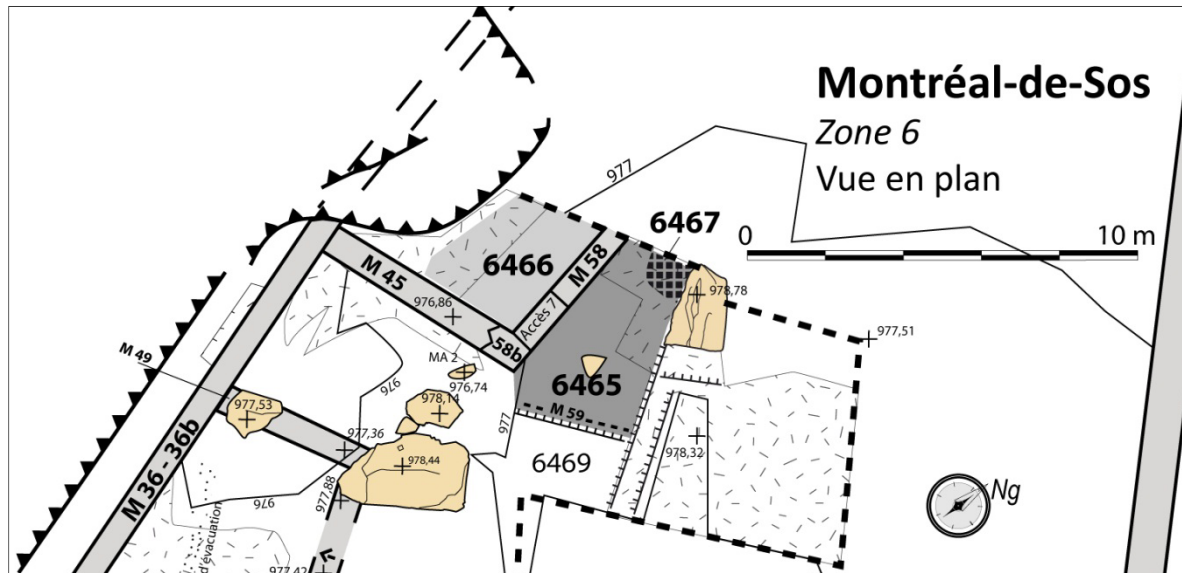 Montréal-de-Sos
Zone 6
Vue en plan
0
10 m
977
6467
6466
M 58
M 45
978,78
976,86
Accès 7
977,51
58b
M 49
MA 2
976,74
976
6465
977,53
978,14
M 59
977
977,36
978,32
M 36 - 36b
978,44
6469
977,88
976
Ng
d'évacuation
977,42